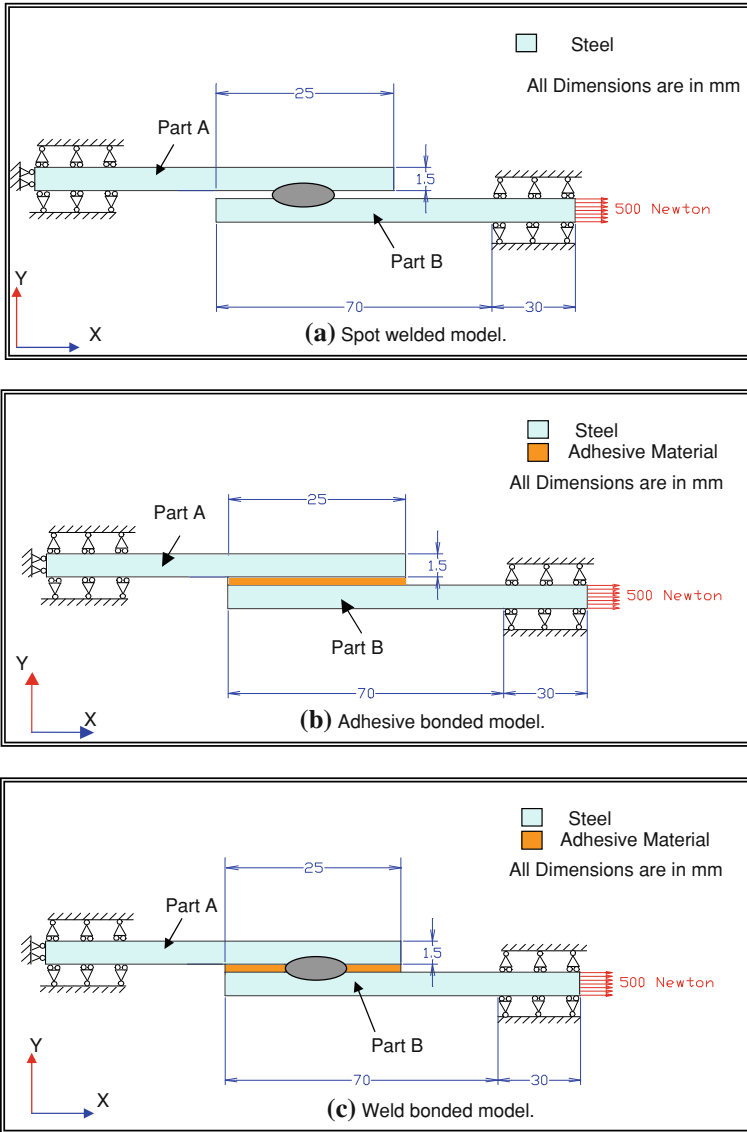 Steel
All Dimensions are in mm
25
Part A
1.5
500 Newton
Part B
Y
70
30
X
(a) Spot welded model.
Steel
Adhesive Material
All Dimensions are in mm
25
Part A
1.5
500 Newton
Part B
Y
70
30
X
(b) Adhesive bonded model.
Steel
Adhesive Material
All Dimensions are in mm
25
Part A
1.5
500 Newton
Part B
Y
70
30
X
(c) Weld bonded model.